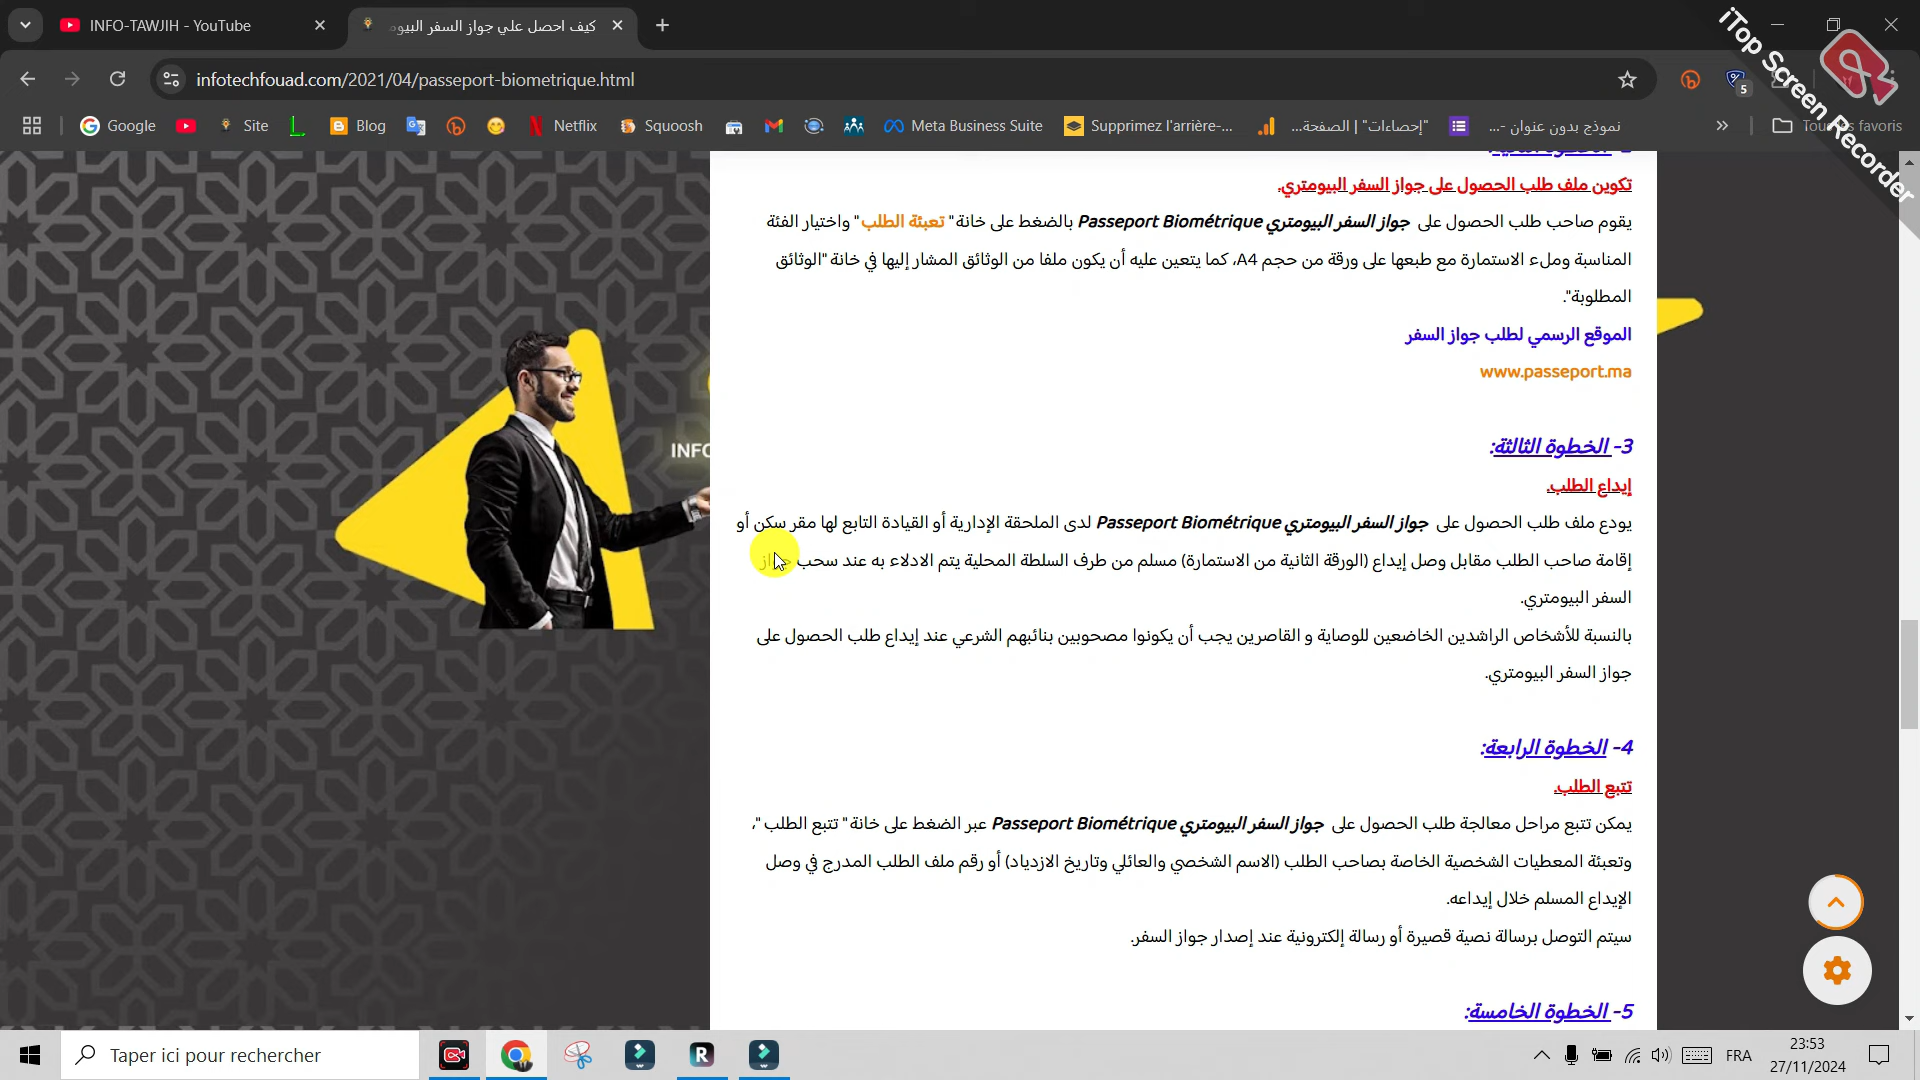 INFO-TAWJIH - YouTube
كيف احصل علي جواز السفر البيوم
infotechfouad.com/2021/04/passeport-biometrique.html
iTop Screen Recorder
5
Google
Site
Blog
Netflix
Squoosh
Meta Business Suite
Supprimez l'arrière-...
"إحصاءات" | الصفحة...
نموذج بدون عنوان -...
Tous les favoris
تكوين ملف طلب الحصول على جواز السفر البيومتري.
يقوم صاحب طلب الحصول على جواز السفر البيومتري Passeport Biométrique بالضغط على خانة " تعبئة الطلب" واختيار الفئة
المناسبة وملء الاستمارة مع طبعها على ورقة من حجم A4، كما يتعين عليه أن يكون ملفا من الوثائق المشار إليها في خانة "الوثائق
المطلوبة".
الموقع الرسمي لطلب جواز السفر
www.passeport.ma
INFO
3- الخطوة الثالثة:
إيداع الطلب.
يودع ملف طلب الحصول على جواز السفر البيومتري Passeport Biométrique لدى الملحقة الإدارية أو القيادة التابع لها مقر سكن أو
إقامة صاحب الطلب مقابل وصل إيداع (الورقة الثانية من الاستمارة) مسلم من طرف السلطة المحلية يتم الادلاء به عند سحب جواز
السفر البيومتري.
بالنسبة للأشخاص الراشدين الخاضعين للوصاية و القاصرين يجب أن يكونوا مصحوبين بنائبهم الشرعي عند إيداع طلب الحصول على
جواز السفر البيومتري.
4- الخطوة الرابعة:
تتبع الطلب.
يمكن تتبع مراحل معالجة طلب الحصول على جواز السفر البيومتري Passeport Biométrique عبر الضغط على خانة " تتبع الطلب "،
وتعبئة المعطيات الشخصية الخاصة بصاحب الطلب (الاسم الشخصي والعائلي وتاريخ الازدياد) أو رقم ملف الطلب المدرج في وصل
الإيداع المسلم خلال إيداعه.
سيتم التوصل برسالة نصية قصيرة أو رسالة إلكترونية عند إصدار جواز السفر.
5- الخطوة الخامسة:
Taper ici pour rechercher
FRA
23:53
27/11/2024